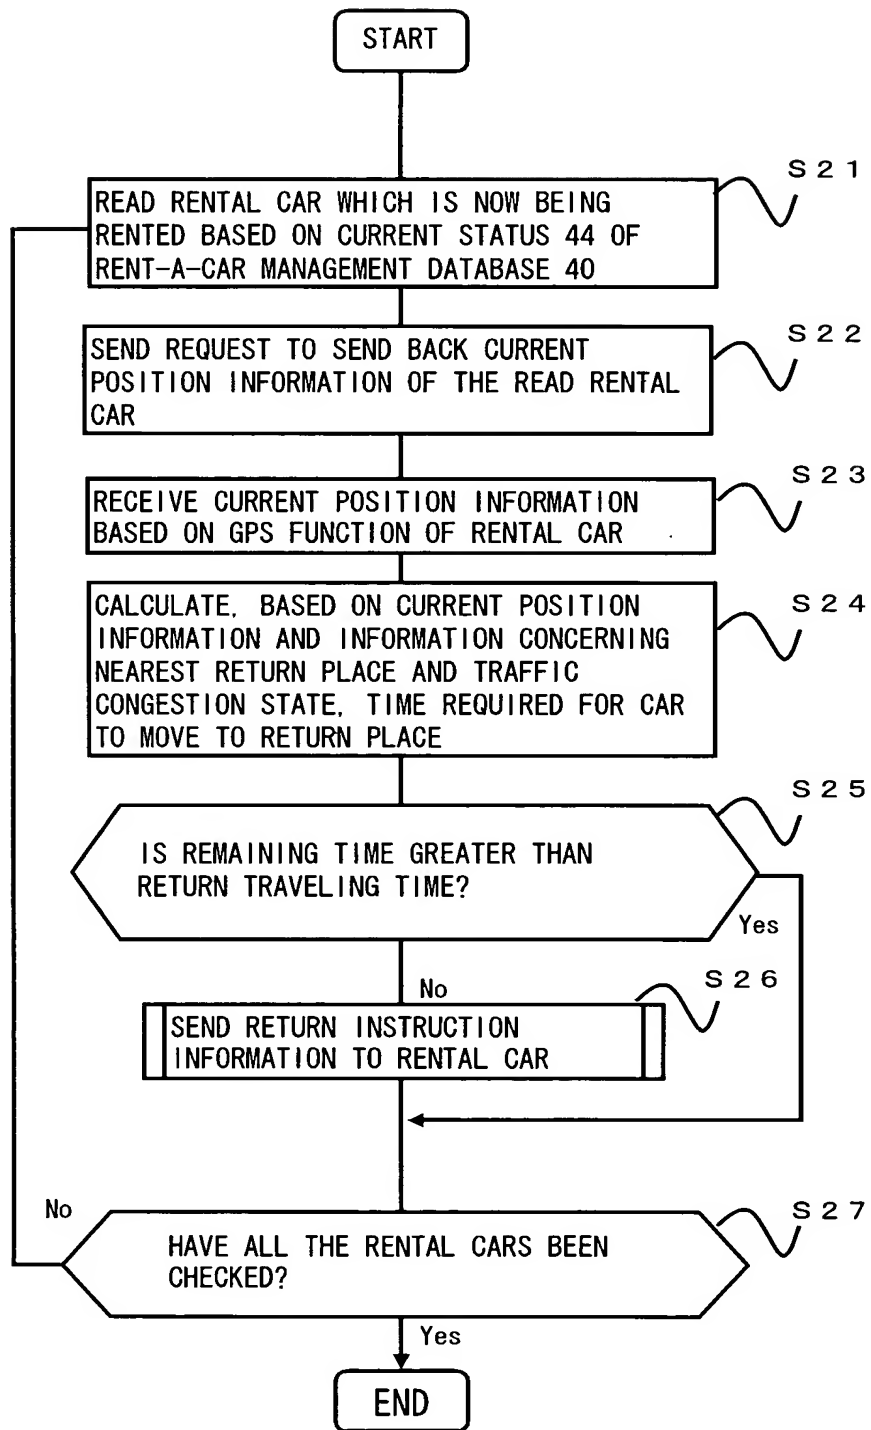 START
S21
READ RENTAL CAR WHICH IS NOW BEING
RENTED BASED ON CURRENT STATUS 44 OF
RENT-A-CAR MANAGEMENT DATABASE 40
S22
SEND REQUEST TO SEND BACK CURRENT
POSITION INFORMATION OF THE READ RENTAL
CAR
S23
RECEIVE CURRENT POSITION INFORMATION
BASED ON GPS FUNCTION OF RENTAL CAR
S24
CALCULATE, BASED ON CURRENT POSITION
INFORMATION AND INFORMATION CONCERNING
NEAREST RETURN PLACE AND TRAFFIC
CONGESTION STATE, TIME REQUIRED FOR CAR
TO MOVE TO RETURN PLACE
S25
IS REMAINING TIME GREATER THAN
RETURN TRAVELING TIME?
Yes
No
S26
SEND RETURN INSTRUCTION
INFORMATION TO RENTAL CAR
No
S27
HAVE ALL THE RENTAL CARS BEEN
CHECKED?
Yes
END